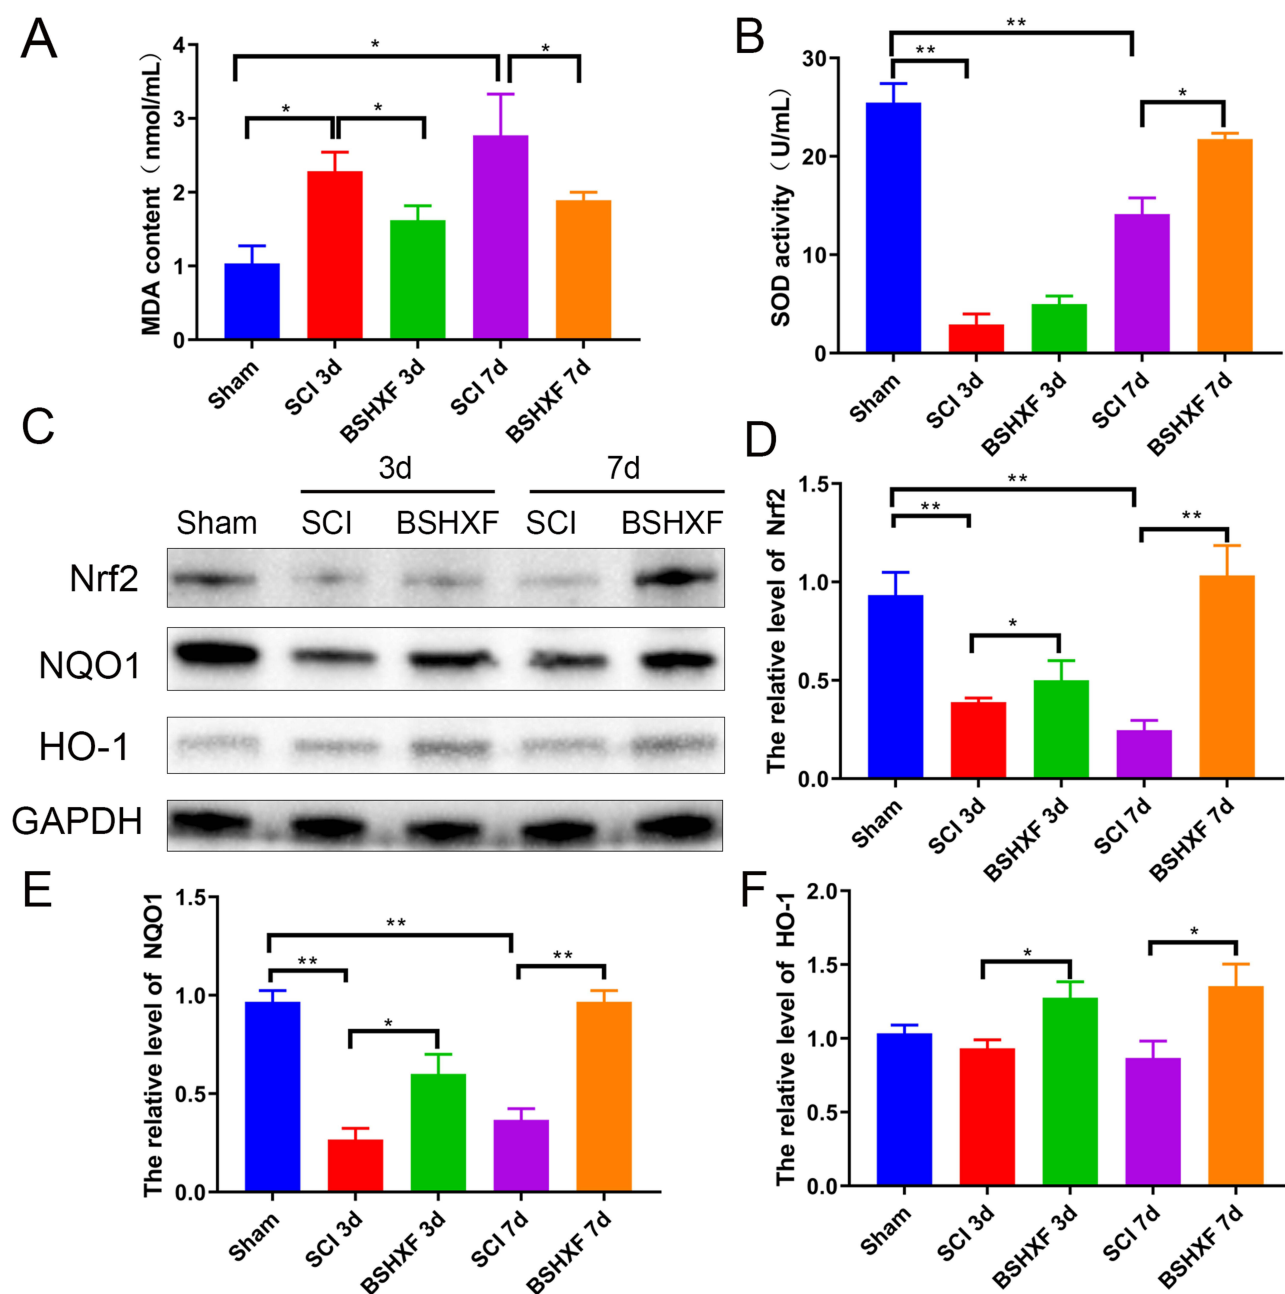 A
MDA content（nmol/mL）
4
3
2
1
0
*
*
*
*
Sham
SCI 3d
BSHXF 3d
SCI 7d
BSHXF 7d
B
SOD activity（U/mL）
30
20
10
0
**
**
*
Sham
SCI 3d
BSHXF 3d
SCI 7d
BSHXF 7d
C
3d
7d
Sham
SCI
BSHXF
SCI
BSHXF
Nrf2
NQO1
HO-1
GAPDH
D
The relative level of Nrf2
1.5
1.0
0.5
0.0
**
**
**
*
Sham
SCI 3d
BSHXF 3d
SCI 7d
BSHXF 7d
E
The relative level of NQO1
1.5
1.0
0.5
0.0
**
**
**
*
Sham
SCI 3d
BSHXF 3d
SCI 7d
BSHXF 7d
F
The relative level of HO-1
2.0
1.5
1.0
0.5
0.0
*
*
Sham
SCI 3d
BSHXF 3d
SCI 7d
BSHXF 7d